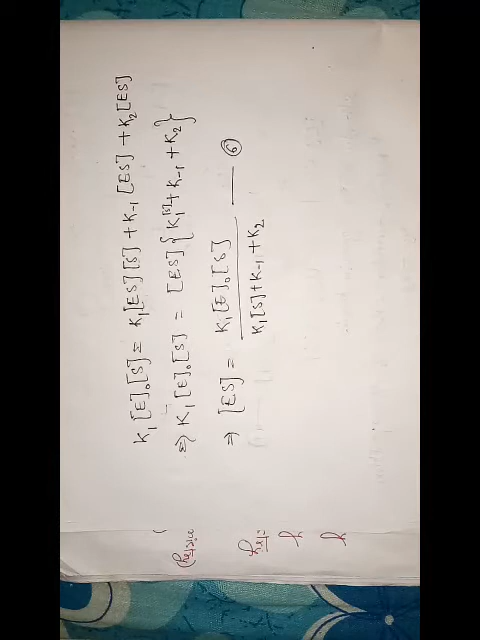 K₁[E]₀[S] = K₁[ES][S] + K₋₁[ES] + K₂[ES]
⇒ K₁[E]₀[S] = [ES]{K₁[S] + K₋₁ + K₂}
⇒ [ES] = K₁[E]₀[S] / K₁[S] + K₋₁ + K₂ —— ⑥